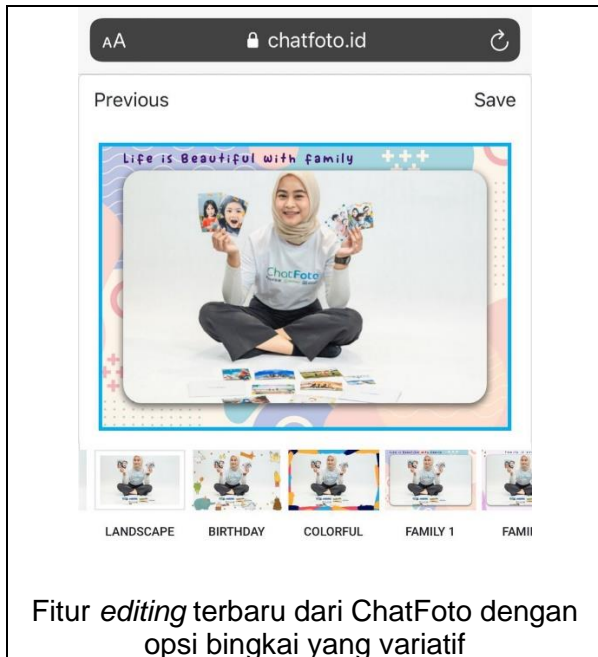 AA chatfoto.id
Previous Save
Life is Beautiful with family
ChatFoto
LANDSCAPE BIRTHDAY COLORFUL FAMILY 1 FAMI
Fitur editing terbaru dari ChatFoto dengan
opsi bingkai yang variatif